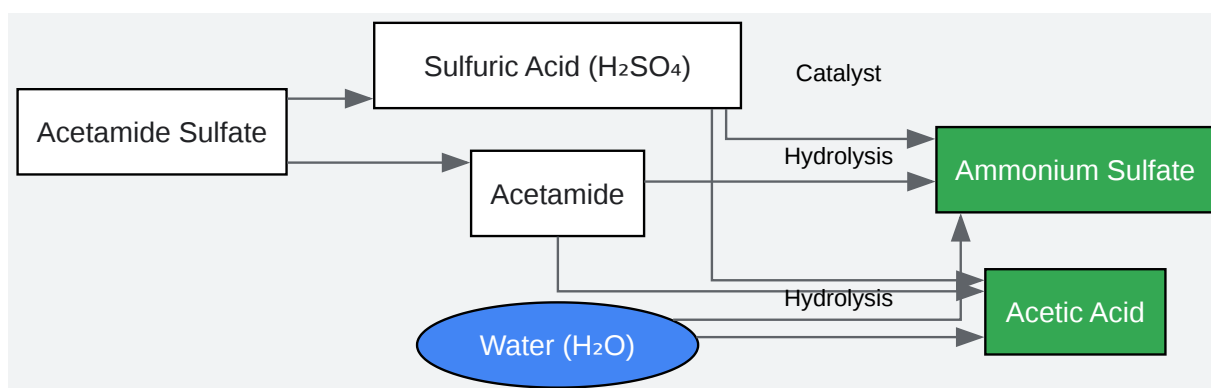 Sulfuric Acid (H₂SO₄)
Catalyst
Acetamide Sulfate
Hydrolysis
Ammonium Sulfate
Acetamide
Hydrolysis
Acetic Acid
Water (H₂O)